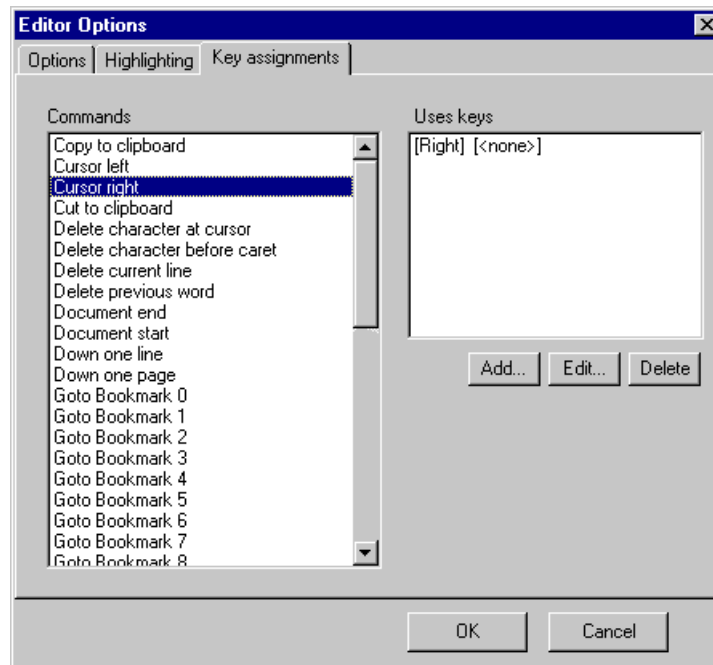 Editor Options
Options Highlighting Key assignments
Commands
Copy to clipboard
Cursor left
Cursor right
Cut to clipboard
Delete character at cursor
Delete character before caret
Delete current line
Delete previous word
Document end
Document start
Down one line
Down one page
Goto Bookmark 0
Goto Bookmark 1
Goto Bookmark 2
Goto Bookmark 3
Goto Bookmark 4
Goto Bookmark 5
Goto Bookmark 6
Goto Bookmark 7
Goto Bookmark 8
Uses keys
[Right] [<none>]
Add... Edit... Delete
OK Cancel